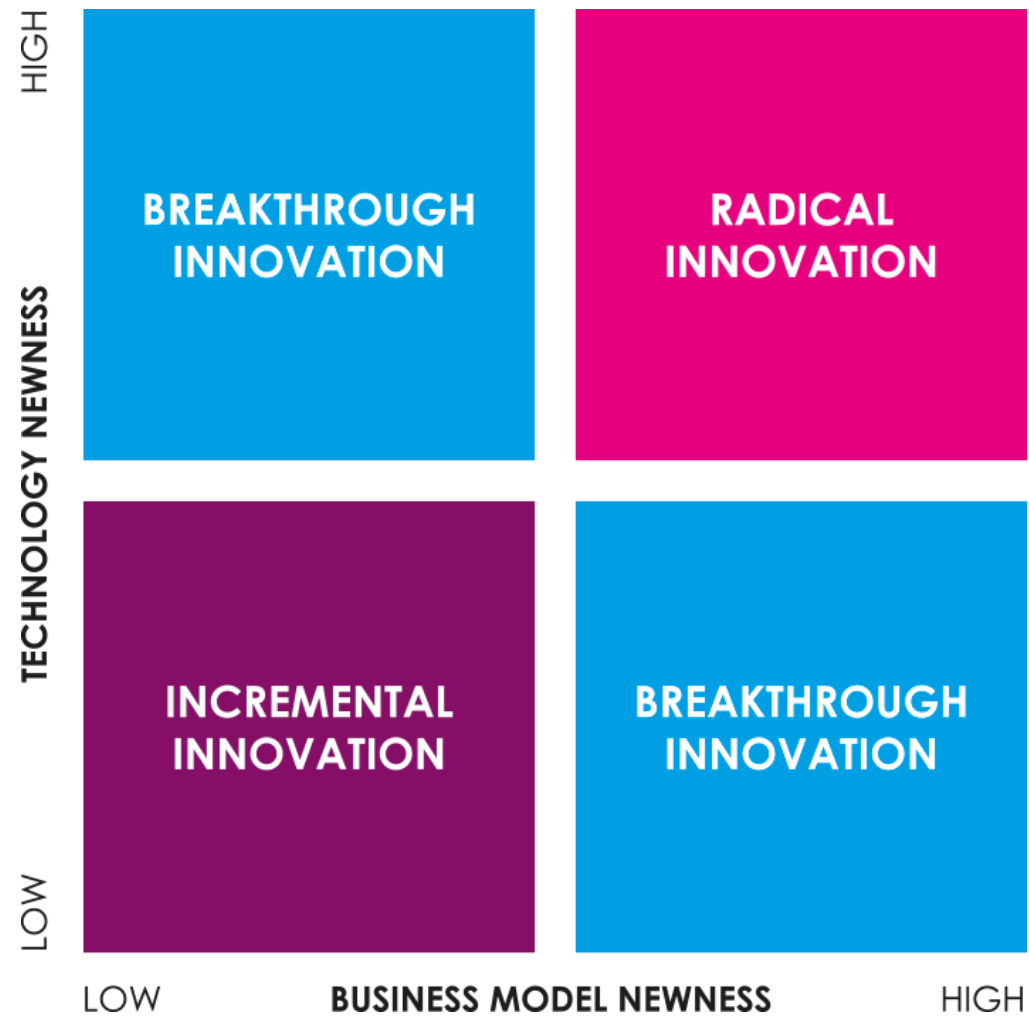 HIGH
BREAKTHROUGH
INNOVATION
RADICAL
INNOVATION
TECHNOLOGY NEWNESS
INCREMENTAL
INNOVATION
BREAKTHROUGH
INNOVATION
LOW
LOW
BUSINESS MODEL NEWNESS
HIGH